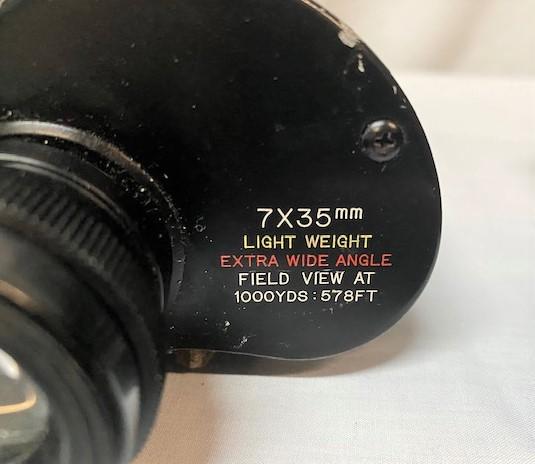 7X35mm
LIGHT WEIGHT
EXTRA WIDE ANGLE
FIELD VIEW AT
1000YDS:578FT